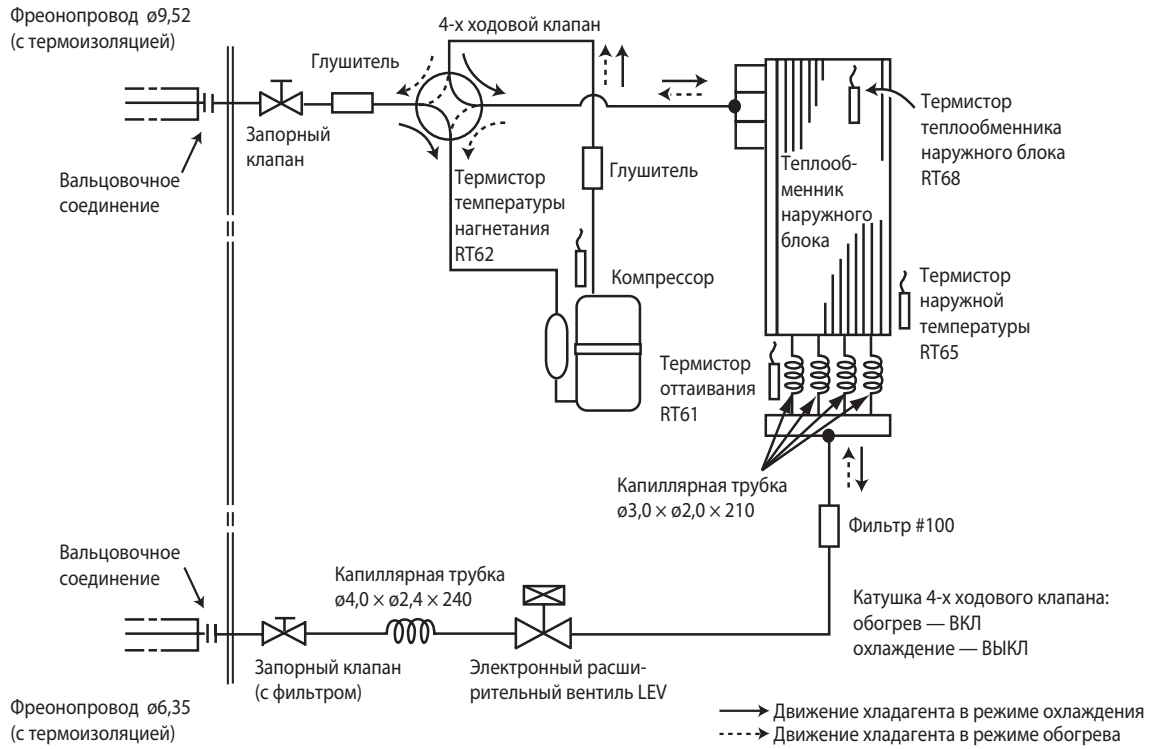 Фреонопровод ø9,52
(с термоизоляцией)
4-х ходовой клапан
Глушитель
Запорный
клапан
Вальцовочное
соединение
Термистор
температуры
нагнетания
RT62
Глушитель
Компрессор
Теплооб-
менник
наружного
блока
Термистор
теплообменника
наружного блока
RT68
Термистор
наружной
температуры
RT65
Термистор
оттаивания
RT61
Капиллярная трубка
ø3,0 × ø2,0 × 210
Фильтр #100
Вальцовочное
соединение
Капиллярная трубка
ø4,0 × ø2,4 × 240
Катушка 4-х ходового клапана:
обогрев — ВКЛ
охлаждение — ВЫКЛ
Запорный клапан
(с фильтром)
Электронный расши-
рительный вентиль LEV
Фреонопровод ø6,35
(с термоизоляцией)
Движение хладагента в режиме охлаждения
Движение хладагента в режиме обогрева